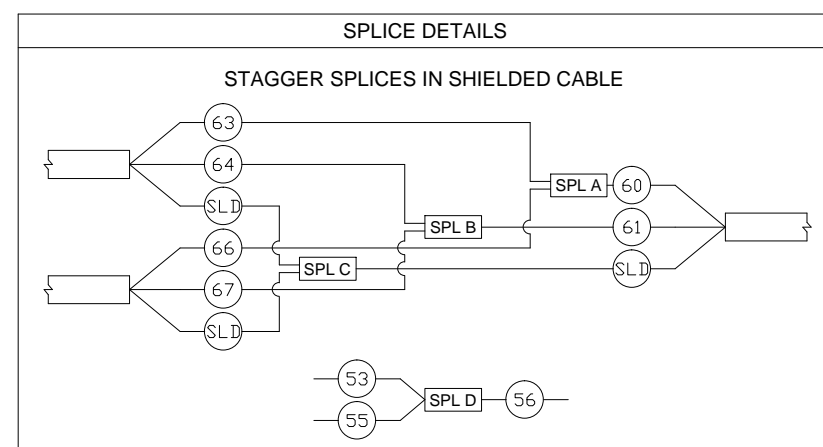 SPLICE DETAILS
STAGGER SPLICES IN SHIELDED CABLE
63
64
SLD
66
67
SLD
SPL C
SPL B
SPL A
60
61
SLD
53
55
SPL D
56